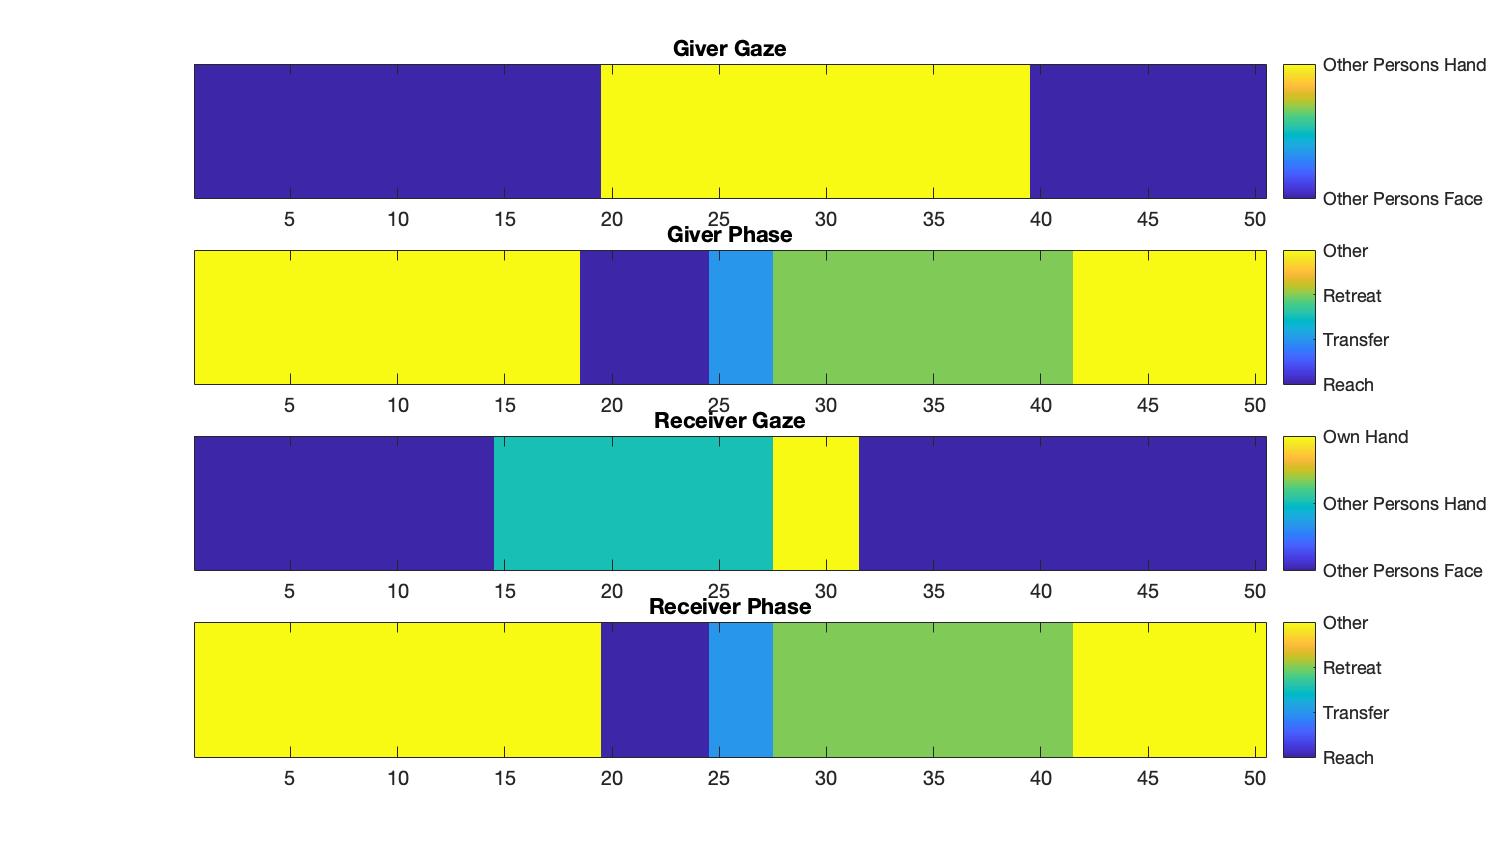 Giver Gaze
Other Persons Hand
Other Persons Face
5 10 15 20 25 30 35 40 45 50
Giver Phase
Other
Retreat
Transfer
Reach
5 10 15 20 25 30 35 40 45 50
Receiver Gaze
Own Hand
Other Persons Hand
Other Persons Face
5 10 15 20 25 30 35 40 45 50
Receiver Phase
Other
Retreat
Transfer
Reach
5 10 15 20 25 30 35 40 45 50